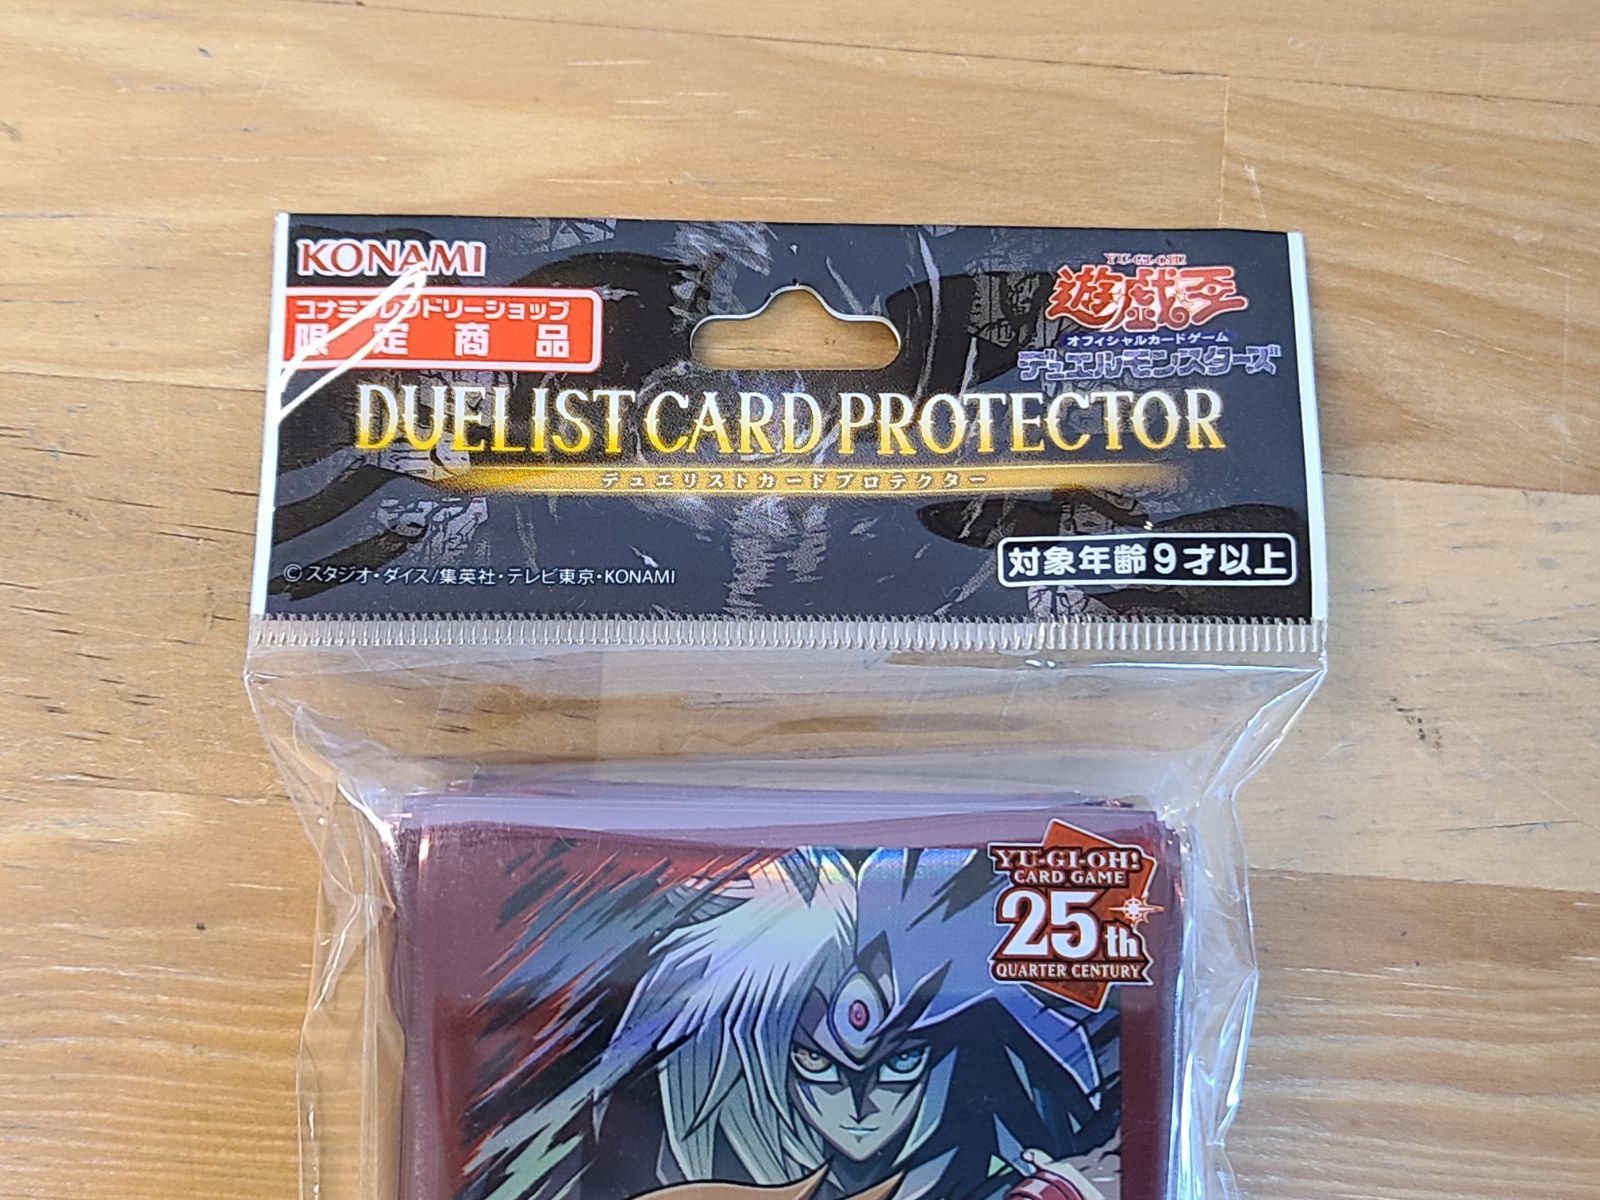 KONAMI
コナミフレンドリーショップ
限定商品
YU-GI-OH!
遊戯王
オフィシャルカードゲーム
デュエルモンスターズ
DUELIST CARD PROTECTOR
デュエリストカードプロテクター
©スタジオ・ダイス/集英社・テレビ東京・KONAMI
対象年齢9才以上
YU-GI-OH!
CARD GAME
25th
QUARTER CENTURY